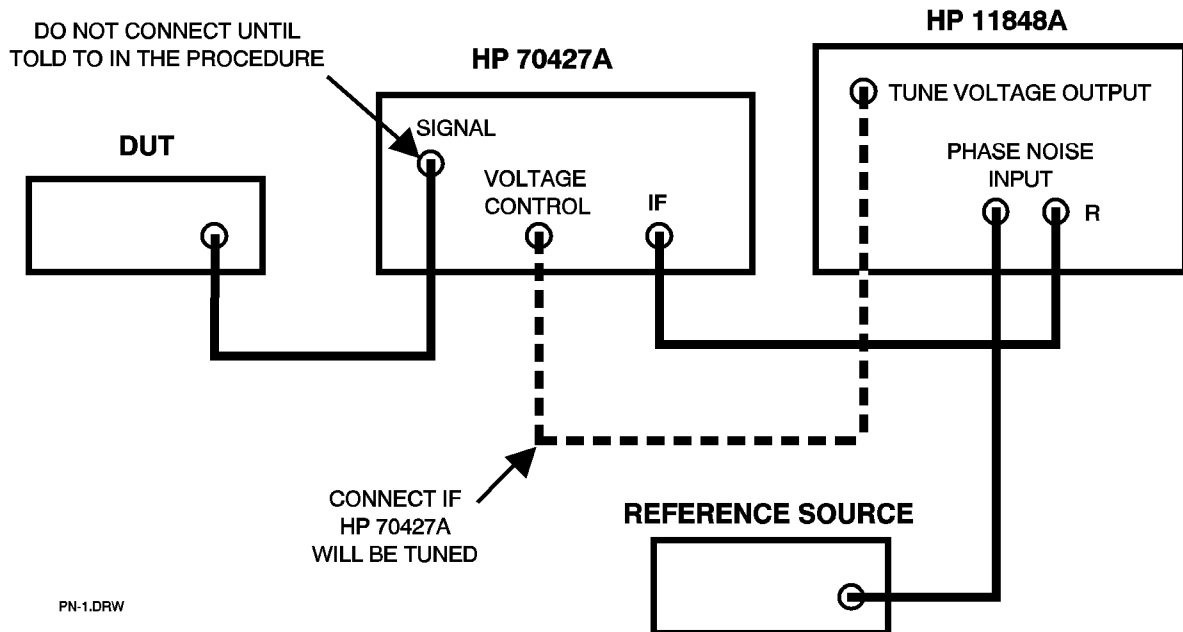 DO NOT CONNECT UNTIL
TOLD TO IN THE PROCEDURE
HP 70427A
HP 11848A
DUT
SIGNAL
VOLTAGE
CONTROL
IF
TUNE VOLTAGE OUTPUT
PHASE NOISE
INPUT
R
CONNECT IF
HP 70427A
WILL BE TUNED
REFERENCE SOURCE
PN-1.DRW